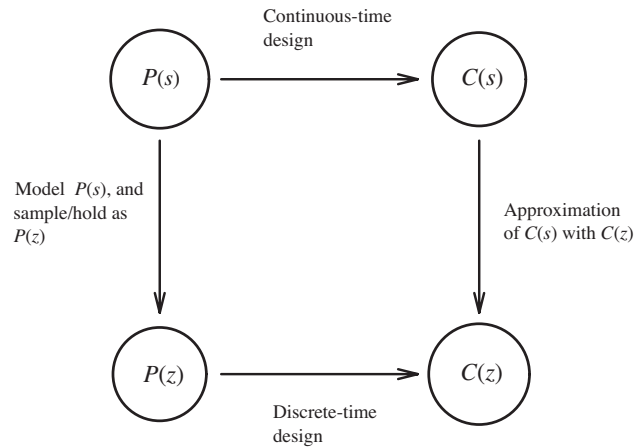 Continuous-time
design
P(s)
C(s)
Model P(s), and
sample/hold as
P(z)
Approximation
of C(s) with C(z)
P(z)
C(z)
Discrete-time
design